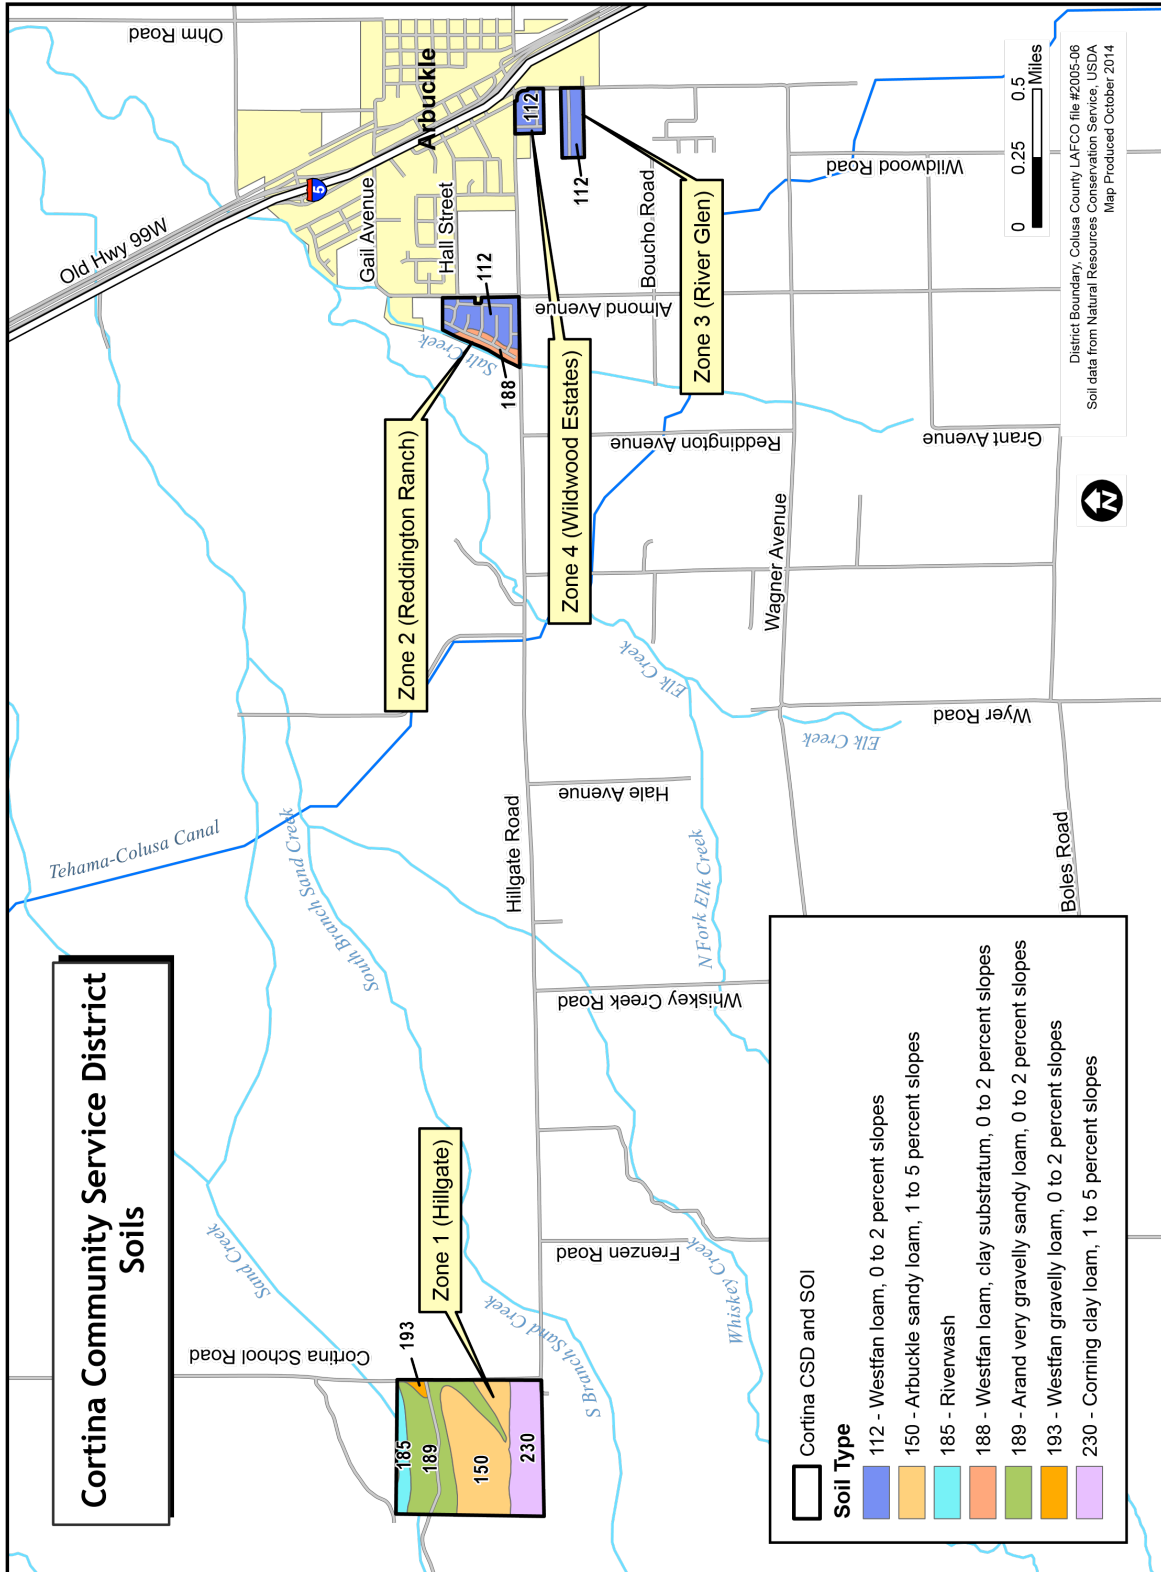 Cortina Community Service District
Soils
Ohm Road
Arbuckle
Old Hwy 99W
5
Gail Avenue
Hall Street
112
112
112
188
Salt Creek
Almond Avenue
Boucho Road
Wildwood Road
Zone 2 (Reddington Ranch)
Zone 4 (Wildwood Estates)
Zone 3 (River Glen)
Reddington Avenue
Grant Avenue
Wagner Avenue
Elk Creek
Elk Creek
Wyer Road
Tehama-Colusa Canal
South Branch Sand Creek
Hillgate Road
Hale Avenue
N Fork Elk Creek
Boles Road
Whiskey Creek Road
Sand Creek
Zone 1 (Hillgate)
Frenzen Road
Whiskey Creek
Cortina School Road
S Branch Sand Creek
193
185
189
150
230
Cortina CSD and SOI
Soil Type
112 - Westfan loam, 0 to 2 percent slopes
150 - Arbuckle sandy loam, 1 to 5 percent slopes
185 - Riverwash
188 - Westfan loam, clay substratum, 0 to 2 percent slopes
189 - Arand very gravelly sandy loam, 0 to 2 percent slopes
193 - Westfan gravelly loam, 0 to 2 percent slopes
230 - Corning clay loam, 1 to 5 percent slopes
N
0 0.25 0.5
Miles
District Boundary, Colusa County LAFCO file #2005-06
Soil data from Natural Resources Conservation Service, USDA
Map Produced October 2014